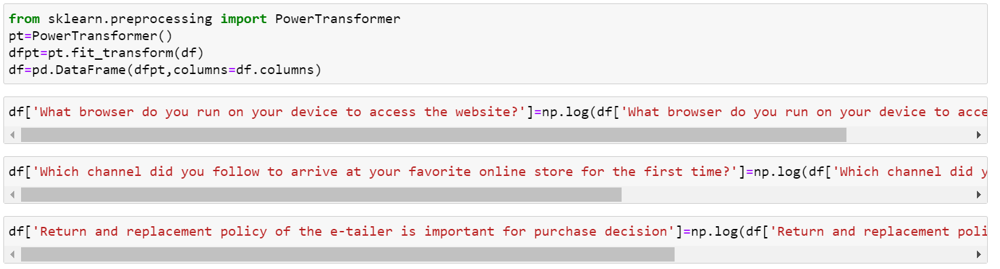 from sklearn.preprocessing import PowerTransformer
pt=PowerTransformer()
dfpt=pt.fit_transform(df)
df=pd.DataFrame(dfpt,columns=df.columns)
df['What browser do you run on your device to access the website?']=np.log(df['What browser do you run on your device to acce
df['Which channel did you follow to arrive at your favorite online store for the first time?']=np.log(df['Which channel did y
df['Return and replacement policy of the e-tailer is important for purchase decision']=np.log(df['Return and replacement poli